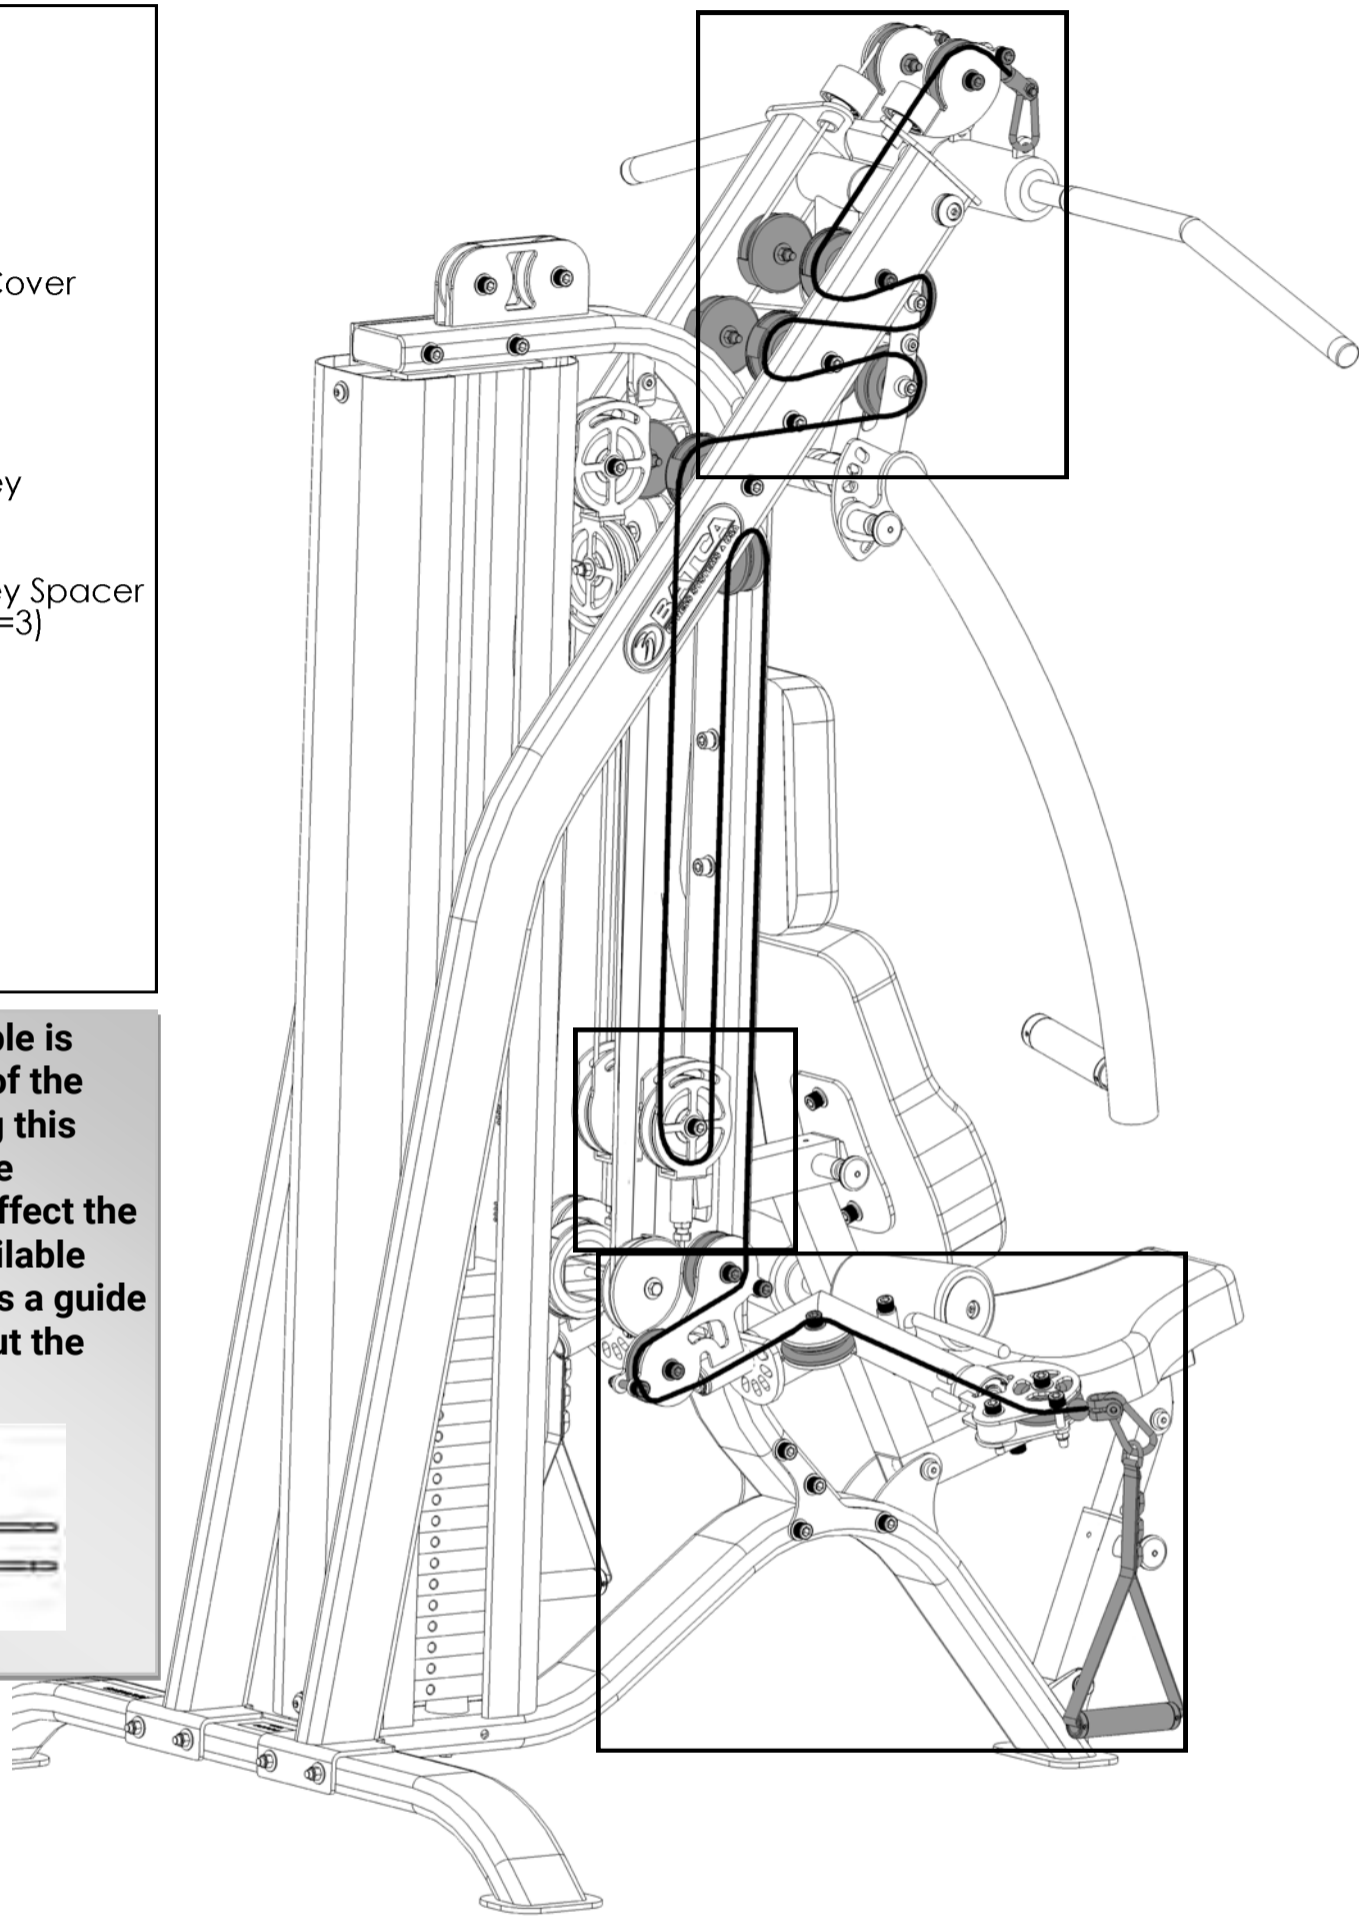 Cover
ey
ey Spacer
=3)
ble is
of the
g this
e
ffect the
ilable
s a guide
ut the